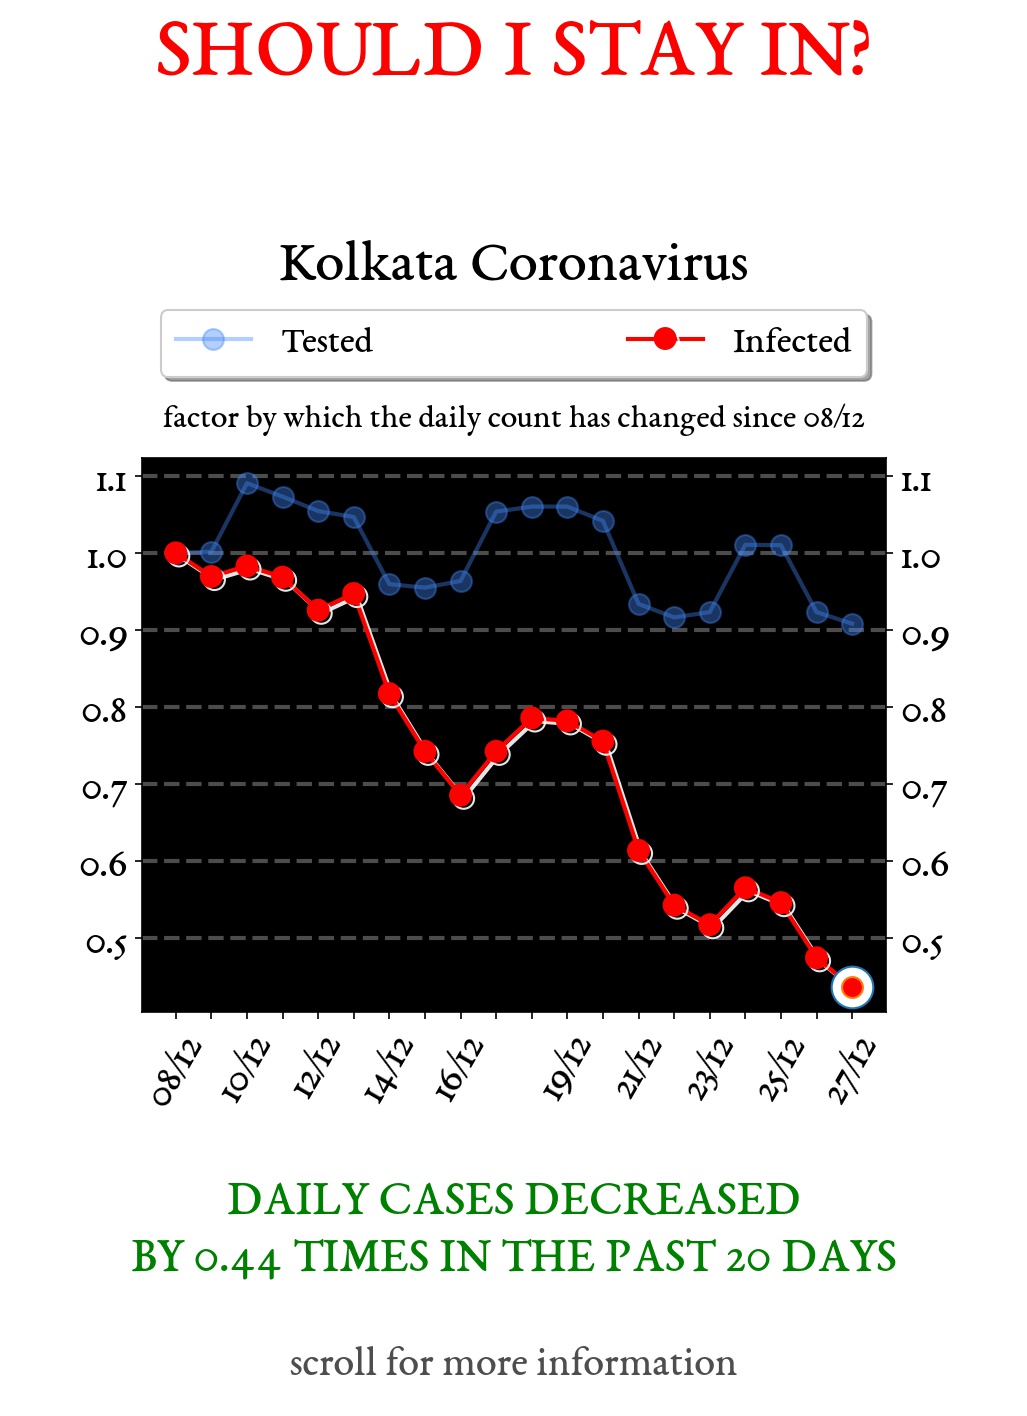 SHOULD I STAY IN?
Kolkata Coronavirus
Tested Infected
factor by which the daily count has changed since 08/12
1.1 1.1
1.0 1.0
0.9 0.9
0.8 0.8
0.7 0.7
0.6 0.6
0.5 0.5
08/12 10/12 12/12 14/12 16/12 19/12 21/12 23/12 25/12 27/12
DAILY CASES DECREASED
BY 0.44 TIMES IN THE PAST 20 DAYS
scroll for more information